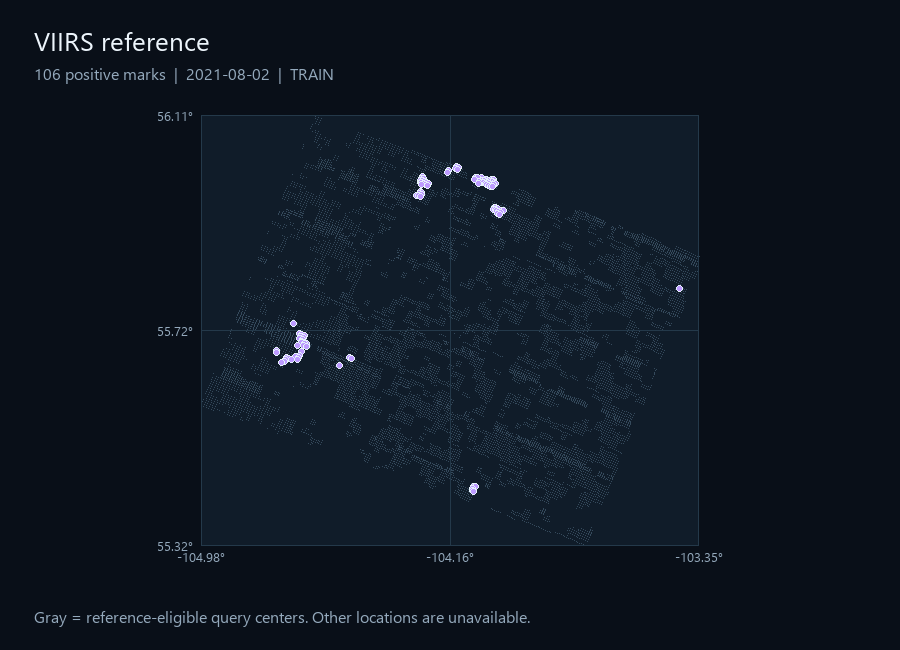 VIIRS reference
106 positive marks | 2021-08-02 | TRAIN
56.11°
55.72°
55.32°
-104.98°
-104.16°
-103.35°
Gray = reference-eligible query centers. Other locations are unavailable.